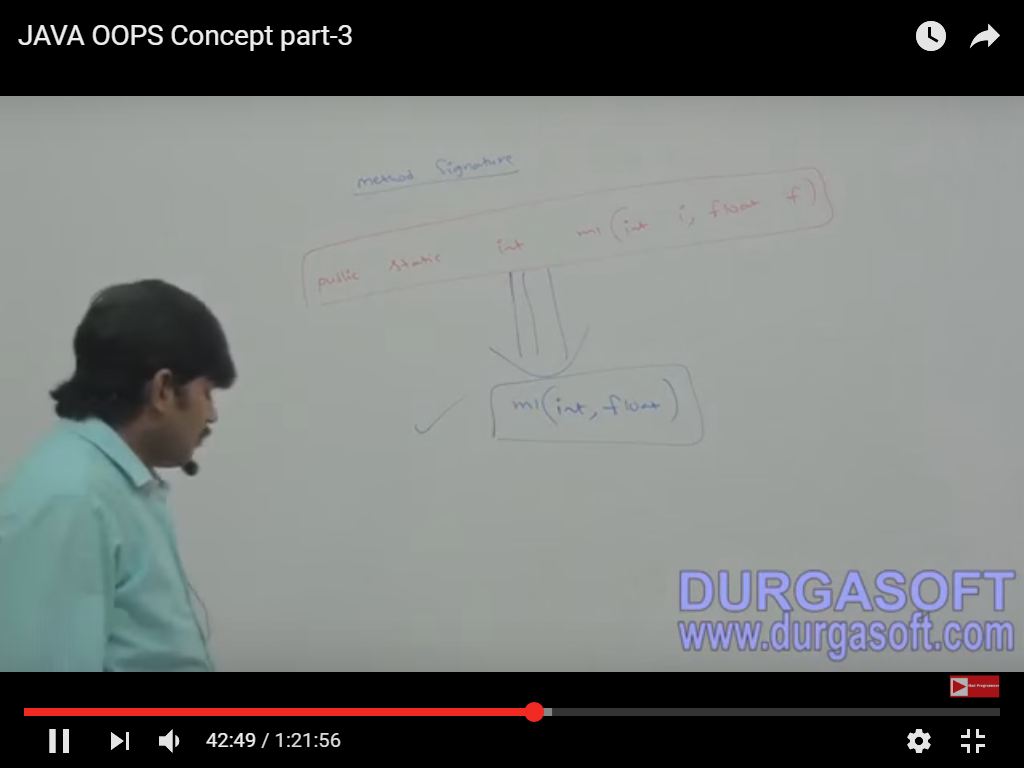 JAVA OOPS Concept part-3
method Signature
public static int m1(int i, float f)
m1(int, float)
DURGASOFT
www.durgasoft.com
42:49 / 1:21:56